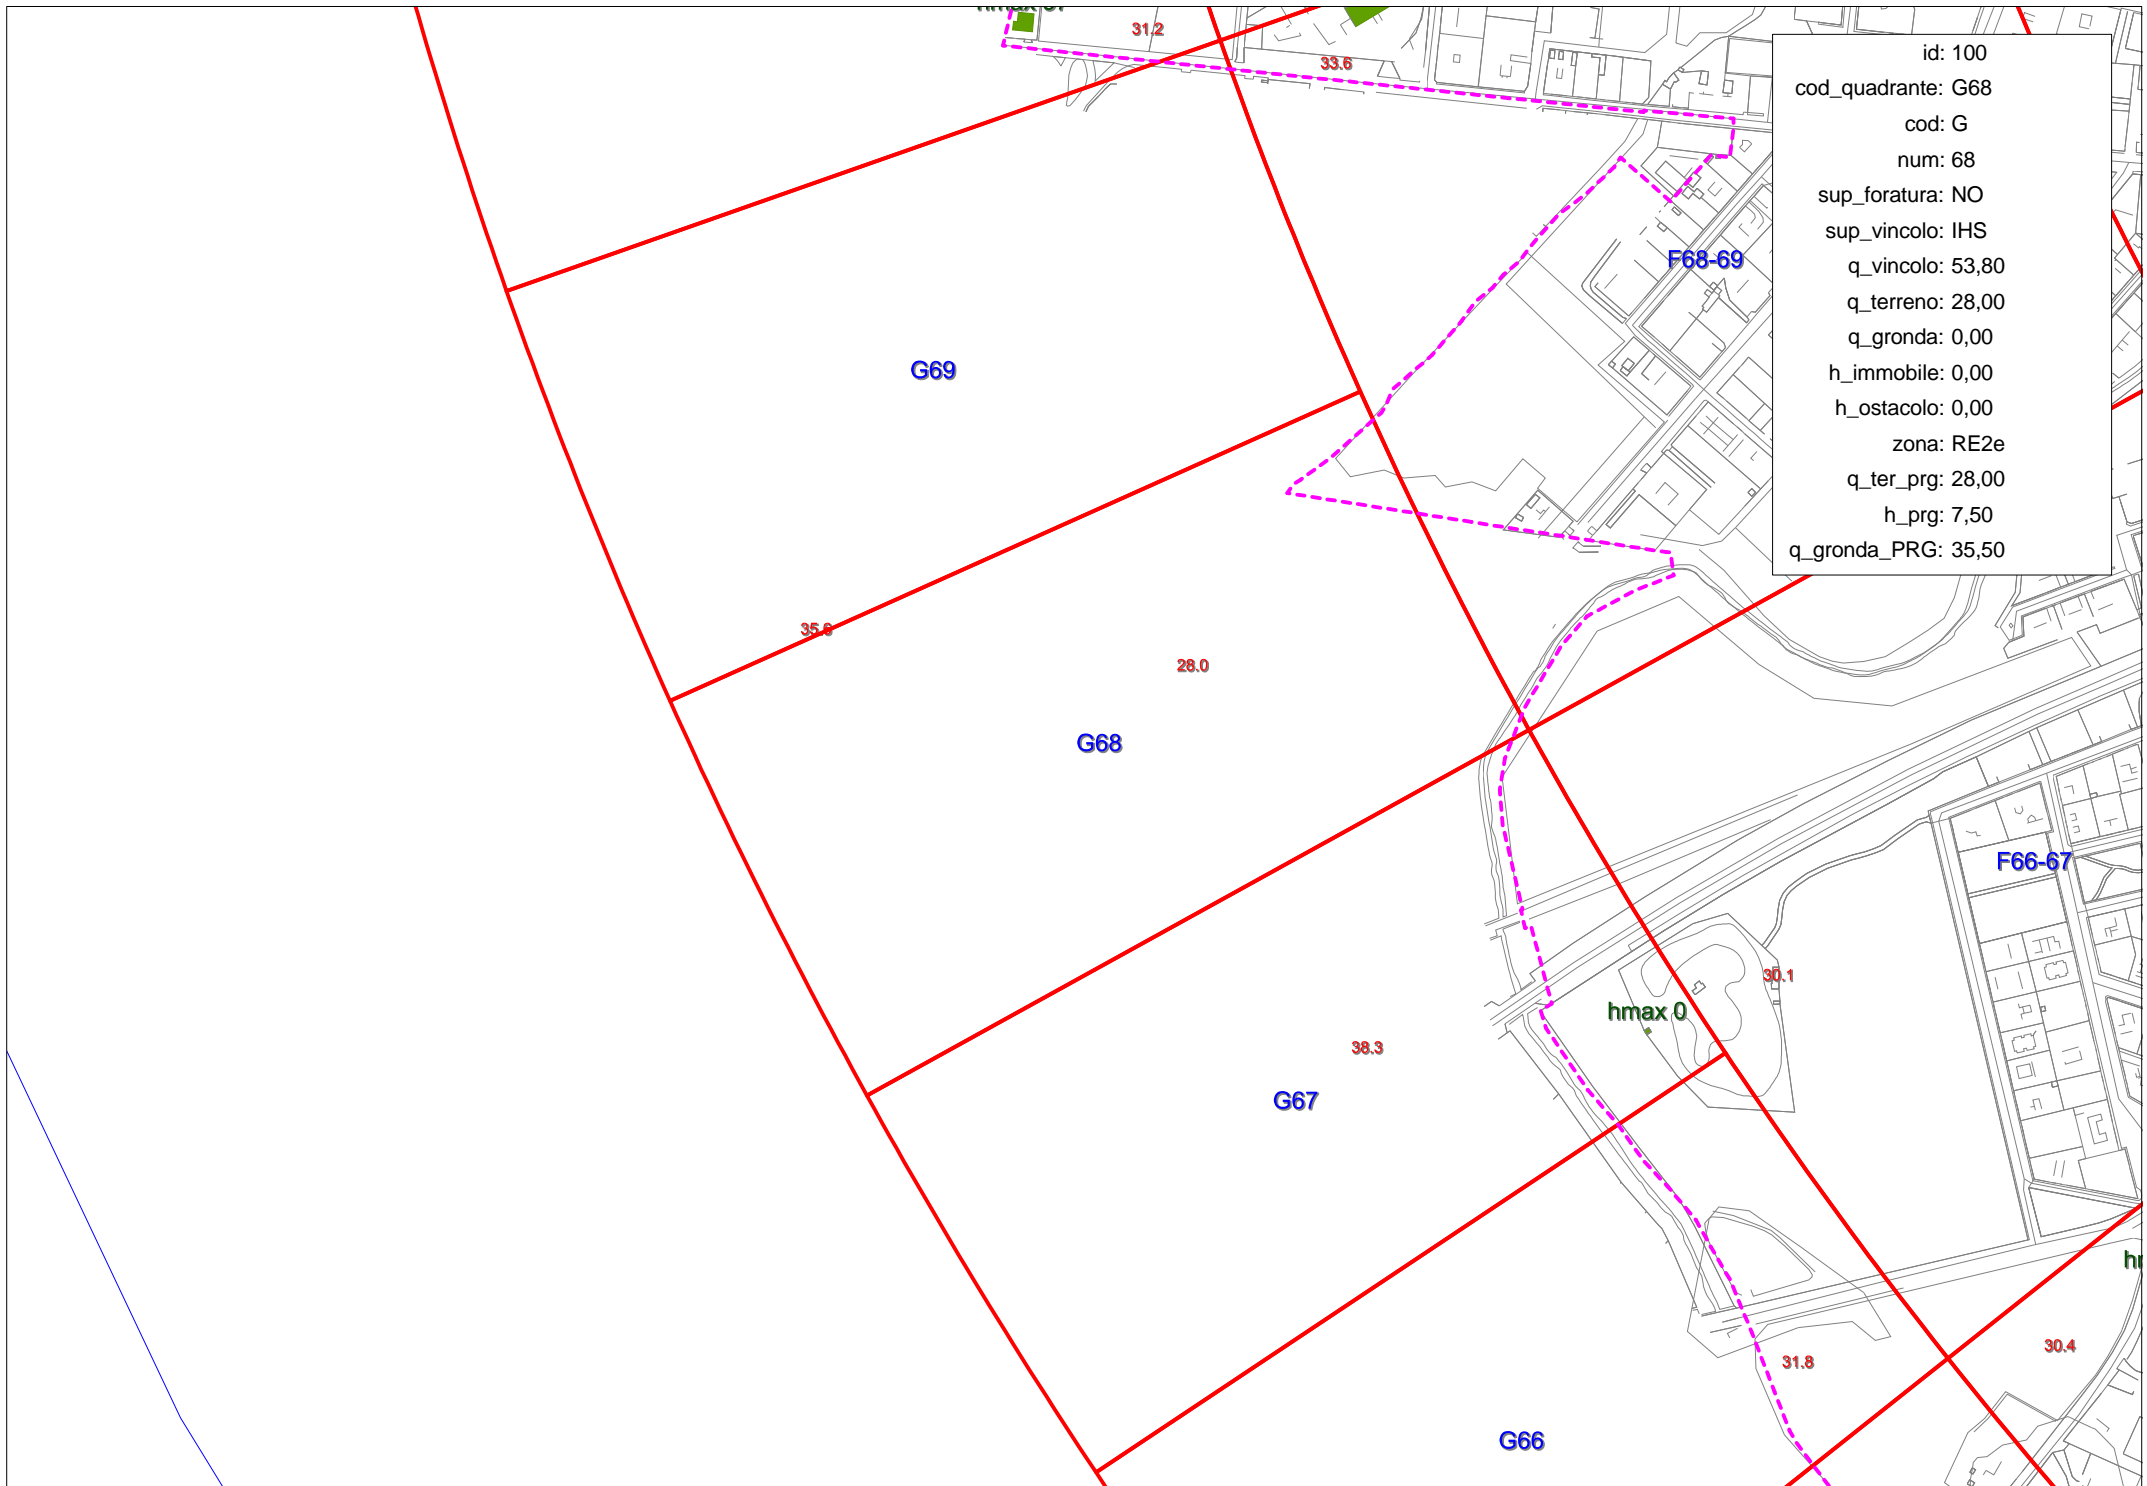 31.2
33.6
id: 100
cod_quadrante: G68
cod: G
num: 68
sup_foratura: NO
sup_vincolo: IHS
q_vincolo: 53,80
q_terreno: 28,00
q_gronda: 0,00
h_immobile: 0,00
h_ostacolo: 0,00
zona: RE2e
q_ter_prg: 28,00
h_prg: 7,50
q_gronda_PRG: 35,50
F68-69
G69
28.0
G68
F66-67
30.1
hmax 0
38.3
G67
30.4
31.8
G66